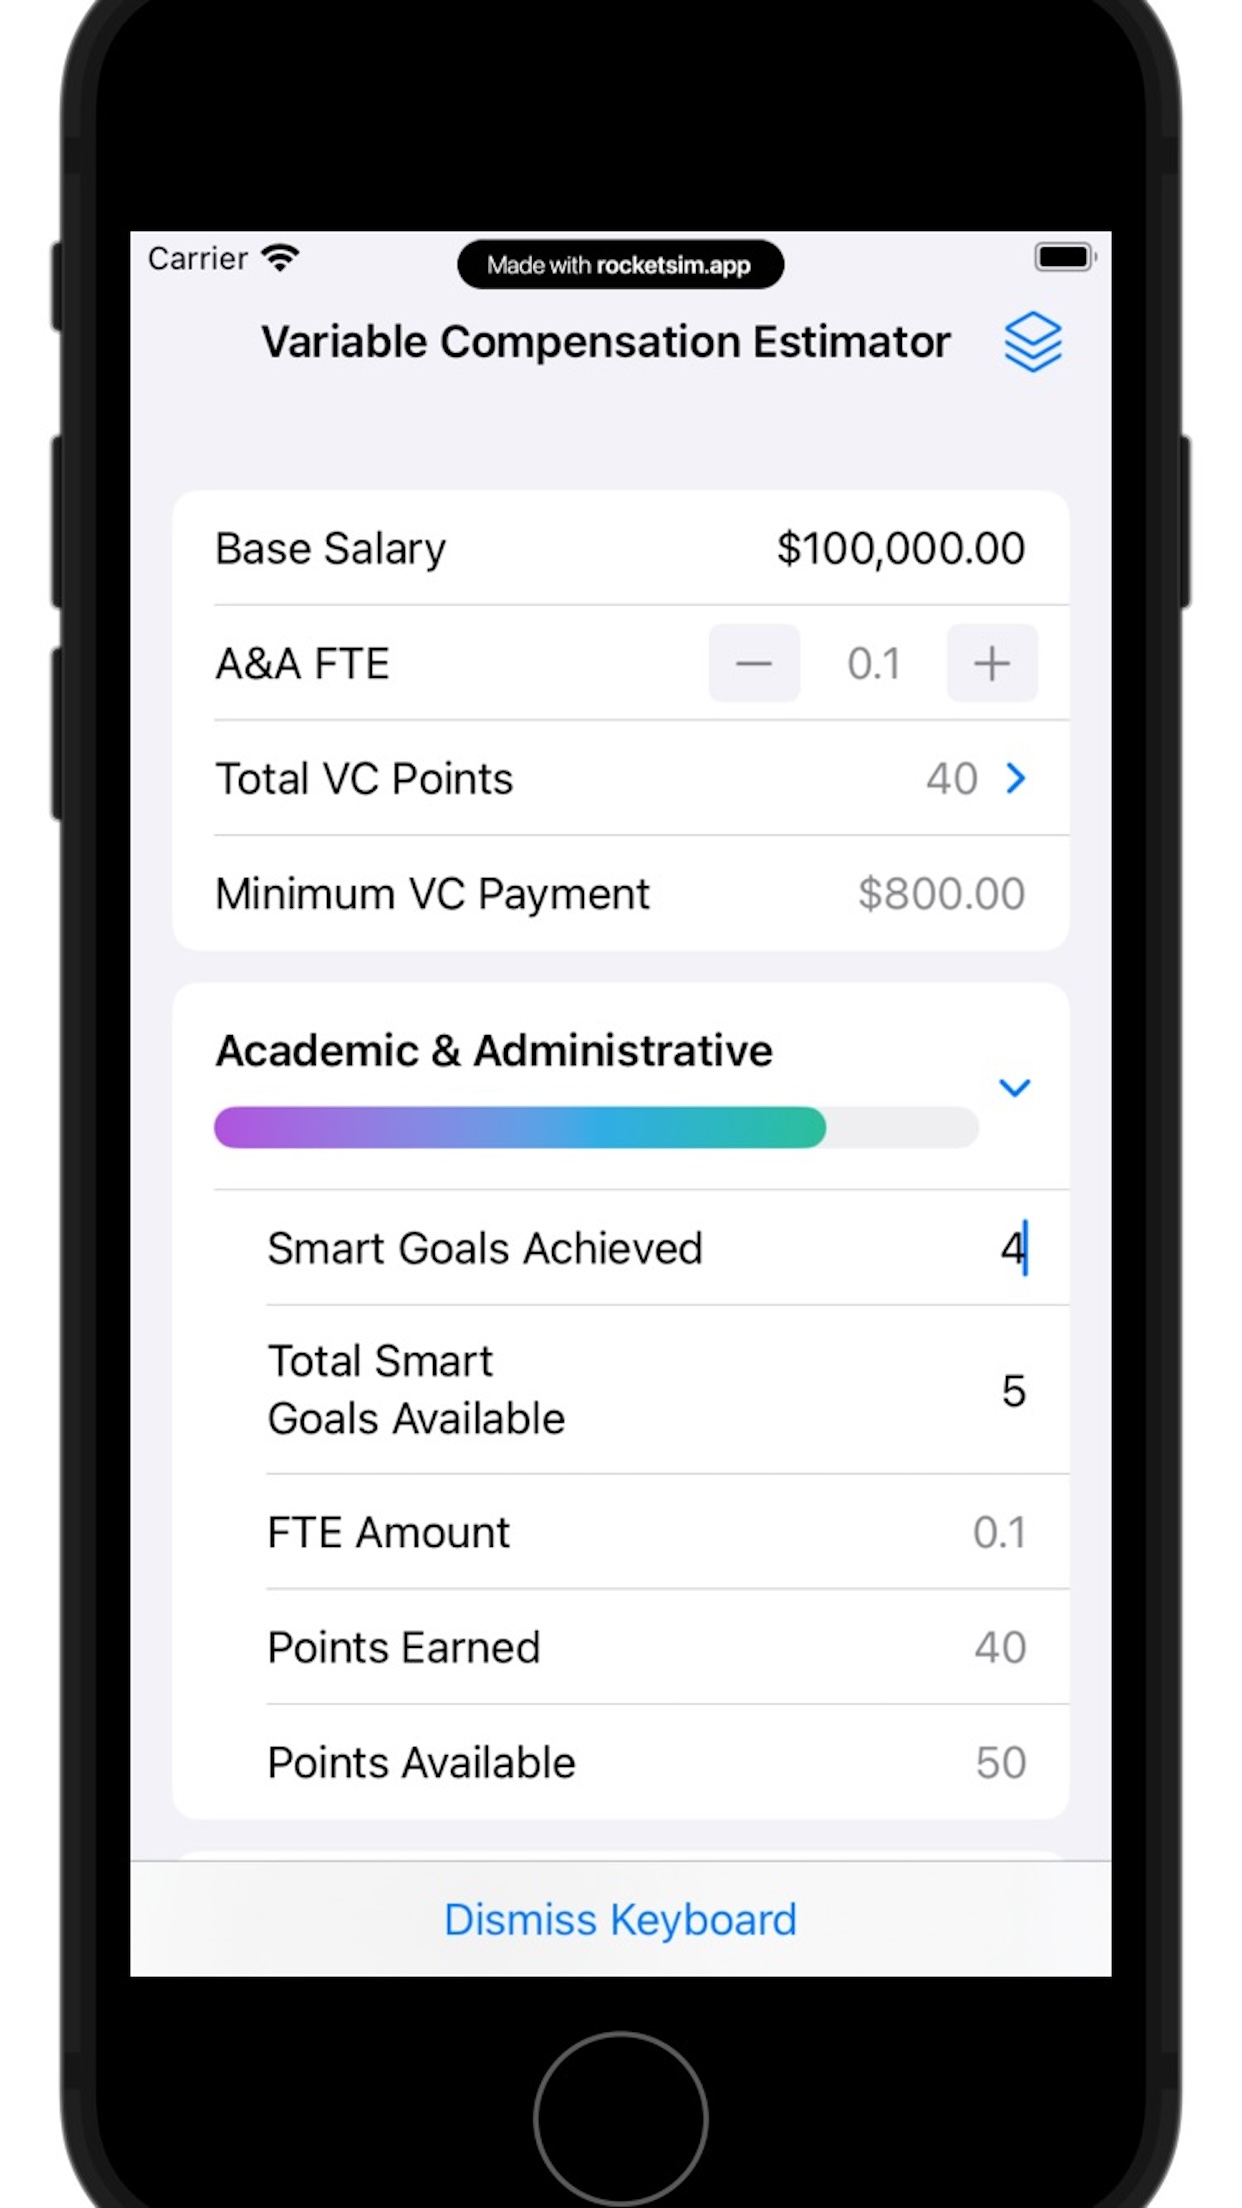 Carrier
Made with rocketsim.app
Variable Compensation Estimator
Base Salary $100,000.00
A&A FTE — 0.1 +
Total VC Points 40 >
Minimum VC Payment $800.00
Academic & Administrative
Smart Goals Achieved 4
Total Smart
Goals Available 5
FTE Amount 0.1
Points Earned 40
Points Available 50
Dismiss Keyboard